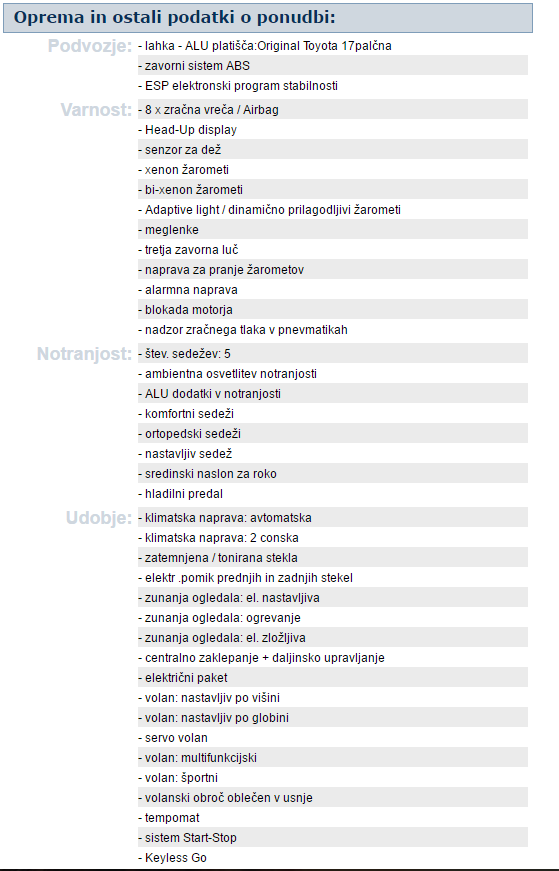 Oprema in ostali podatki o ponudbi:
Podvozje: - lahka - ALU platišča:Original Toyota 17palčna
- zavorni sistem ABS
- ESP elektronski program stabilnosti
Varnost: - 8 x zračna vreča / Airbag
- Head-Up display
- senzor za dež
- xenon žarometi
- bi-xenon žarometi
- Adaptive light / dinamično prilagodljivi žarometi
- meglenke
- tretja zavorna luč
- naprava za pranje žarometov
- alarmna naprava
- blokada motorja
- nadzor zračnega tlaka v pnevmatikah
Notranjost: - štev. sedežev: 5
- ambientna osvetlitev notranjosti
- ALU dodatki v notranjosti
- komfortni sedeži
- ortopedski sedeži
- nastavljiv sedež
- sredinski naslon za roko
- hladilni predal
Udobje: - klimatska naprava: avtomatska
- klimatska naprava: 2 conska
- zatemnjena / tonirana stekla
- elektr .pomik prednjih in zadnjih stekel
- zunanja ogledala: el. nastavljiva
- zunanja ogledala: ogrevanje
- zunanja ogledala: el. zložljiva
- centralno zaklepanje + daljinsko upravljanje
- električni paket
- volan: nastavljiv po višini
- volan: nastavljiv po globini
- servo volan
- volan: multifunkcijski
- volan: športni
- volanski obroč oblečen v usnje
- tempomat
- sistem Start-Stop
- Keyless Go